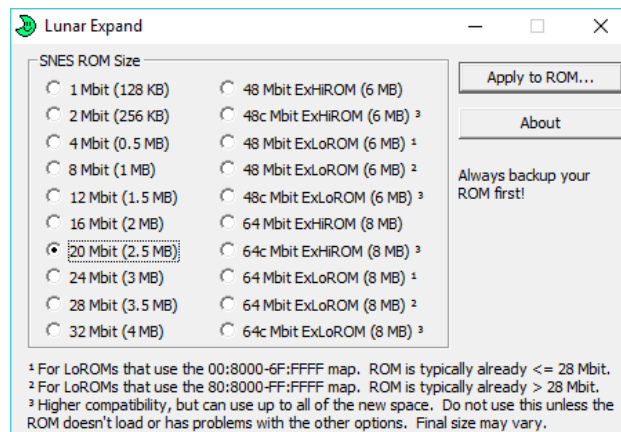 Lunar Expand
SNES ROM Size
1 Mbit (128 KB)
2 Mbit (256 KB)
4 Mbit (0.5 MB)
8 Mbit (1 MB)
12 Mbit (1.5 MB)
16 Mbit (2 MB)
20 Mbit (2.5 MB)
24 Mbit (3 MB)
28 Mbit (3.5 MB)
32 Mbit (4 MB)
48 Mbit ExHiROM (6 MB)
48c Mbit ExHiROM (6 MB) ³
48 Mbit ExLoROM (6 MB) ¹
48 Mbit ExLoROM (6 MB) ²
48c Mbit ExLoROM (6 MB) ³
64 Mbit ExHiROM (8 MB)
64c Mbit ExHiROM (8 MB) ³
64 Mbit ExLoROM (8 MB) ¹
64 Mbit ExLoROM (8 MB) ²
64c Mbit ExLoROM (8 MB) ³
Apply to ROM...
About
Always backup your
ROM first!
¹ For LoROMs that use the 00:8000-6F:FFFF map.  ROM is typically already <= 28 Mbit.
² For LoROMs that use the 80:8000-FF:FFFF map.  ROM is typically already > 28 Mbit.
³ Higher compatibility, but can use up to all of the new space.  Do not use this unless the
ROM doesn't load or has problems with the other options.  Final size may vary.